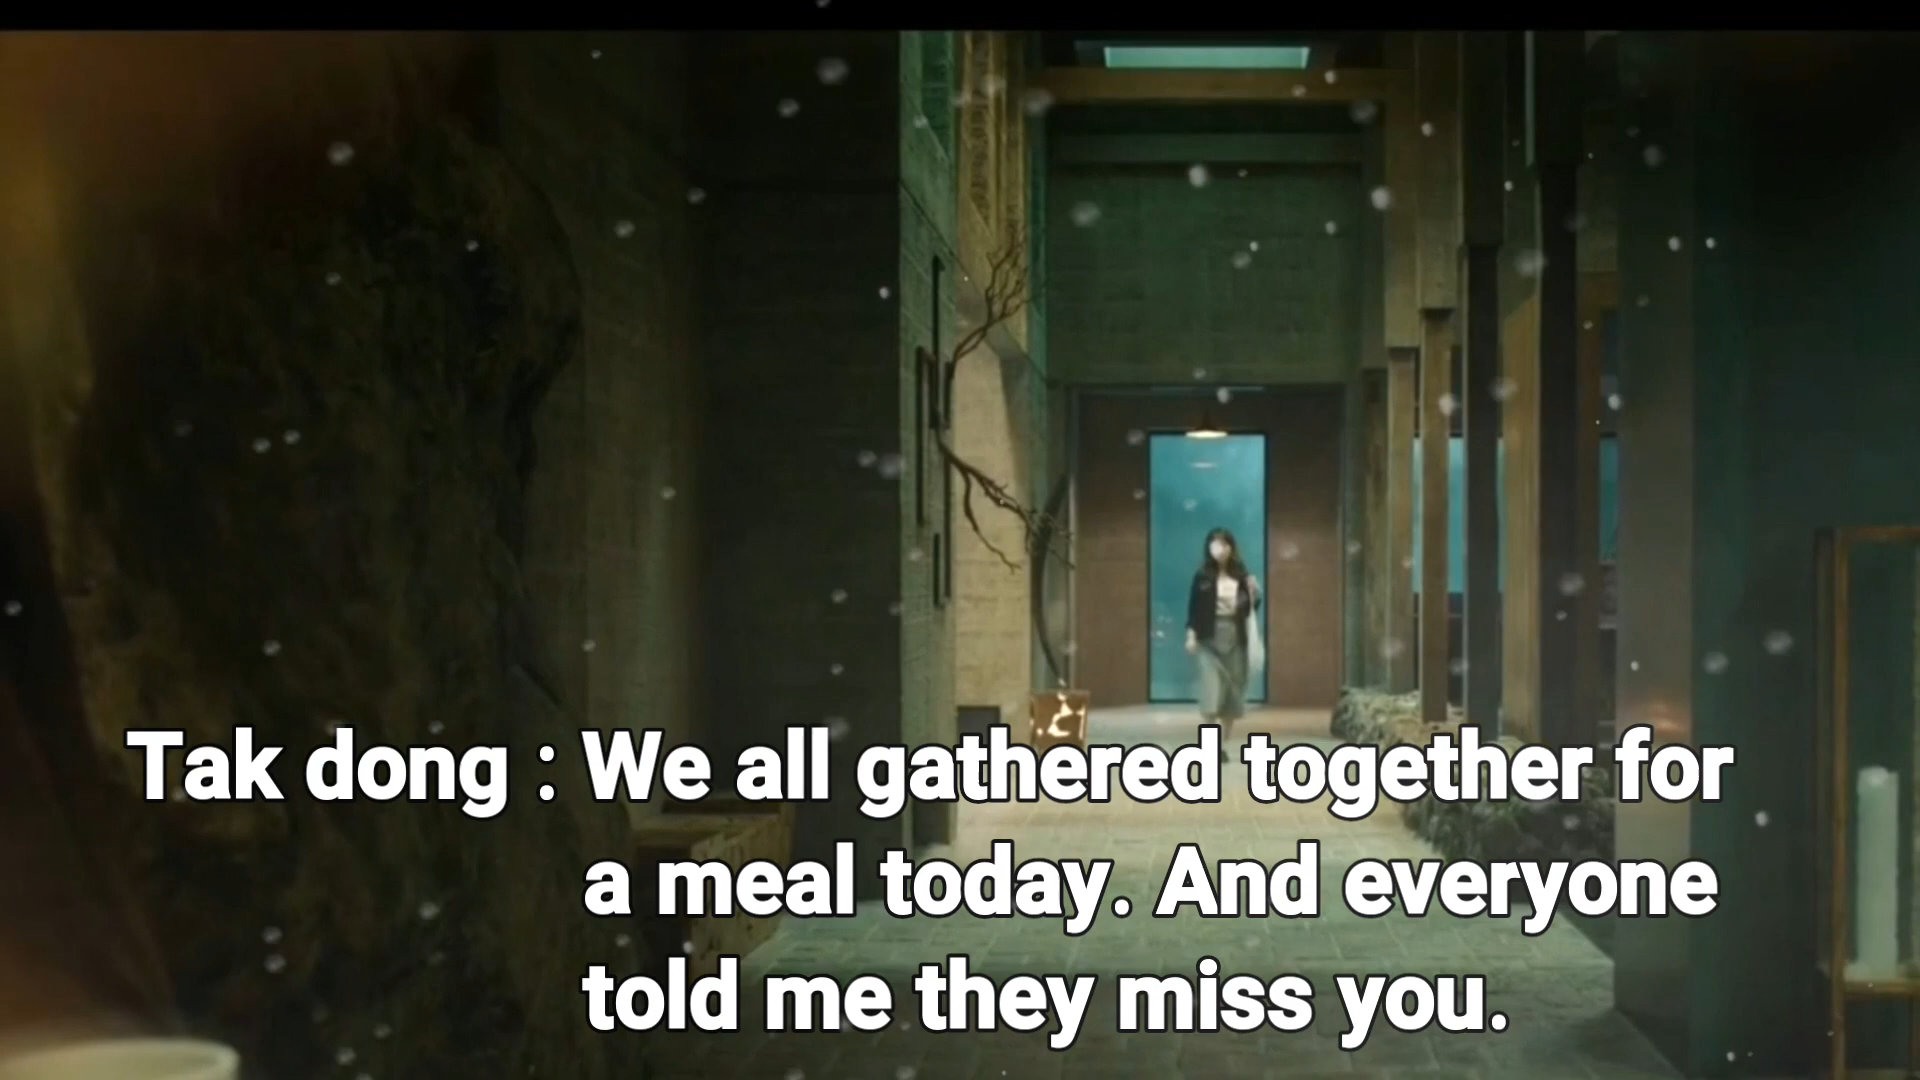 Tak dong : We all gathered together for
a meal today. And everyone
told me they miss you.